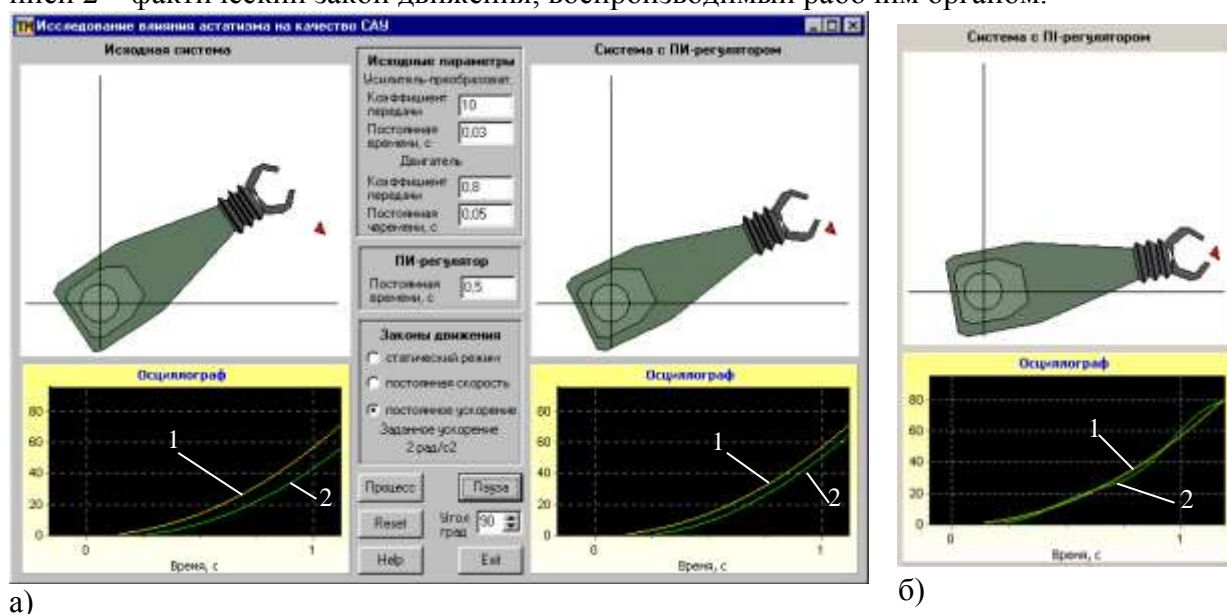 нией 2 – фактический закон движения, воспроизводимый рабочим органом.
Исследование влияния астатизма на качество САУ
Исходная система
Исходные параметры
Усилитель-преобразоват.
Коэффициент передачи 10
Постоянная времени, с 0,03
Двигатель
Коэффициент передачи 0,8
Постоянная времени, с 0,05
ПИ-регулятор
Постоянная времени, с 0,5
Законы движения
статический режим
постоянная скорость
постоянное ускорение
Заданное ускорение
2 рад/с2
Процесс
Пауза
Reset
Угол град 90
Help
Exit
Система с ПИ-регулятором
Осциллограф
80
60
40
20
0
0
1
Время, с
1
2
Осциллограф
80
60
40
20
0
0
1
Время, с
1
2
а)
Система с ПІ-регулятором
Осциллограф
80
60
40
20
0
0
1
Время, с
1
2
б)